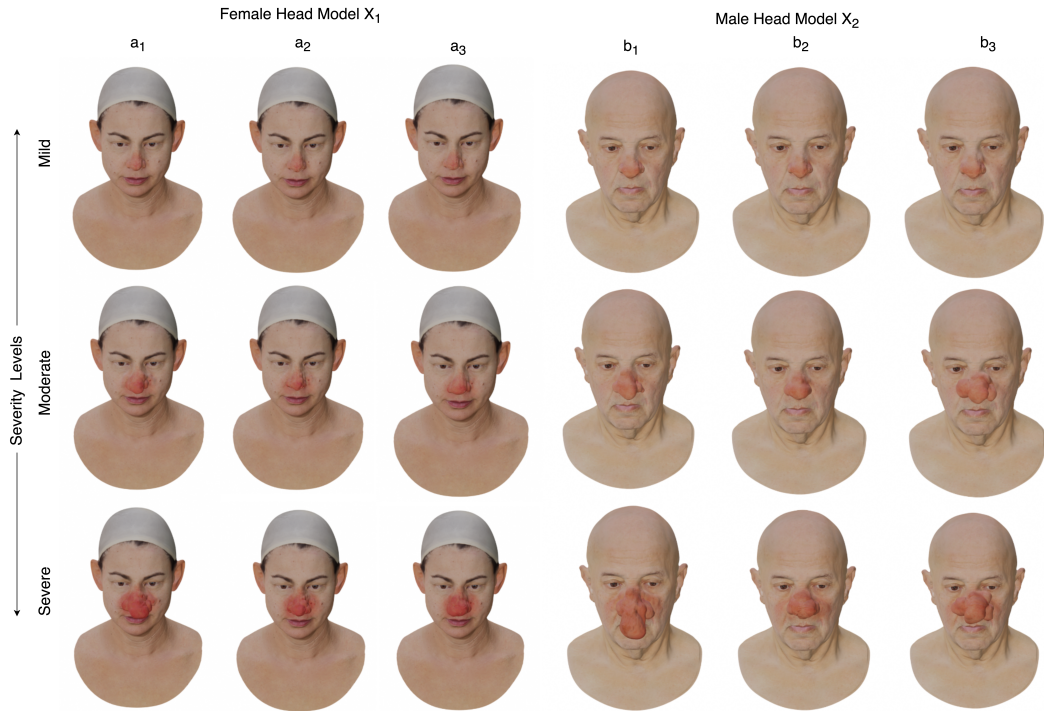 Female Head Model X₁
Male Head Model X₂
a₁
a₂
a₃
b₁
b₂
b₃
Mild
Moderate
Severe
Severity Levels